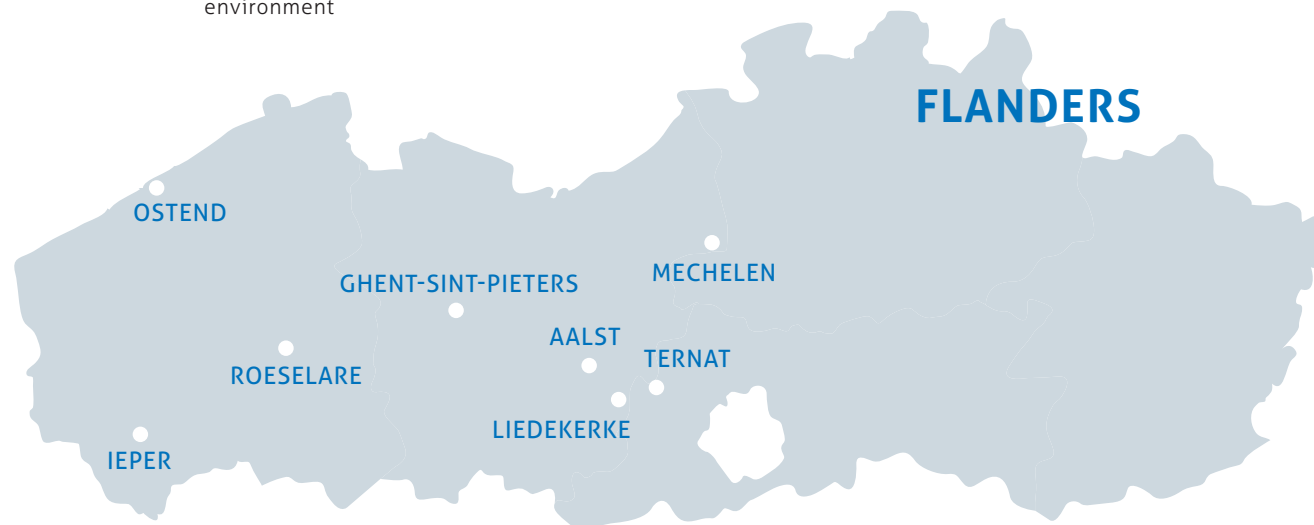 environment
FLANDERS
OSTEND
MECHELEN
GHENT-SINT-PIETERS
AALST
TERNAT
ROESELARE
LIEDEKERKE
IEPER